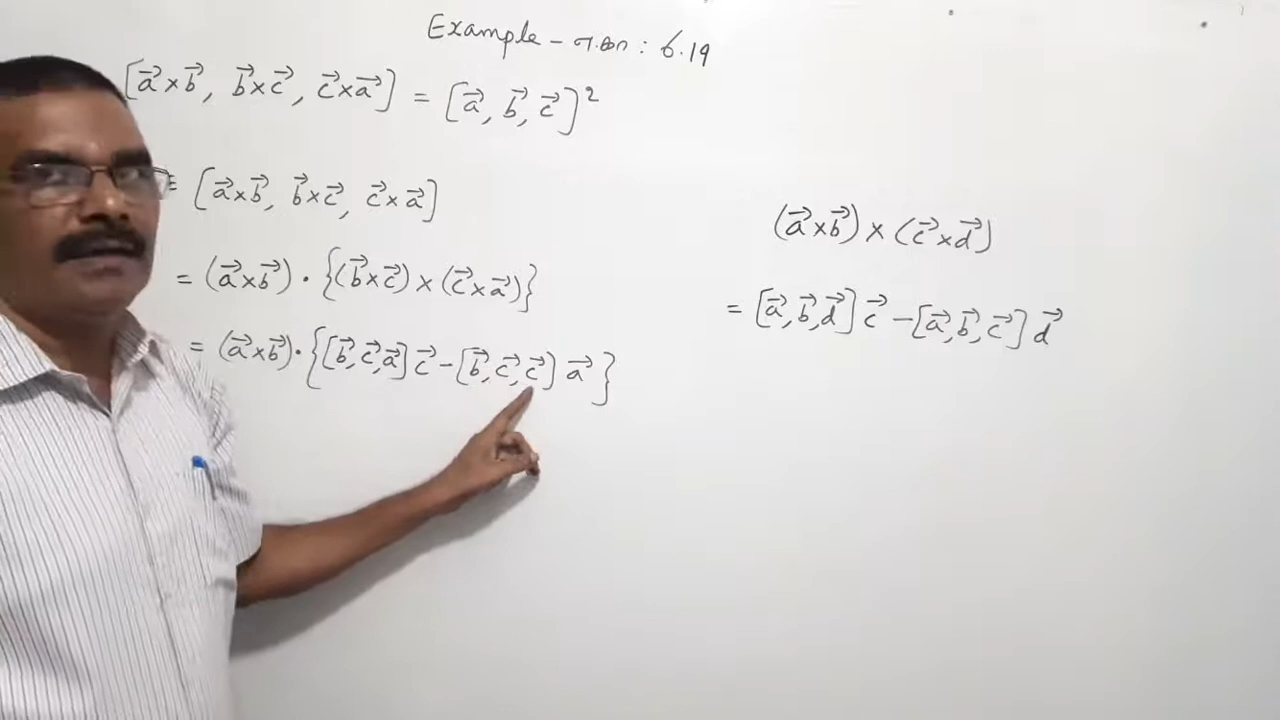 Example - எ.கா : 6.19
[a⃗×b⃗, b⃗×c⃗, c⃗×a⃗] = [a⃗, b⃗, c⃗]²
= [a⃗×b⃗, b⃗×c⃗, c⃗×a⃗]
= (a⃗×b⃗) · {(b⃗×c⃗) × (c⃗×a⃗)}
= (a⃗×b⃗) · {[b⃗, c⃗, a⃗] c⃗ − [b⃗, c⃗, c⃗] a⃗}
(a⃗×b⃗) × (c⃗×d⃗)
= [a⃗, b⃗, d⃗] c⃗ − [a⃗, b⃗, c⃗] d⃗